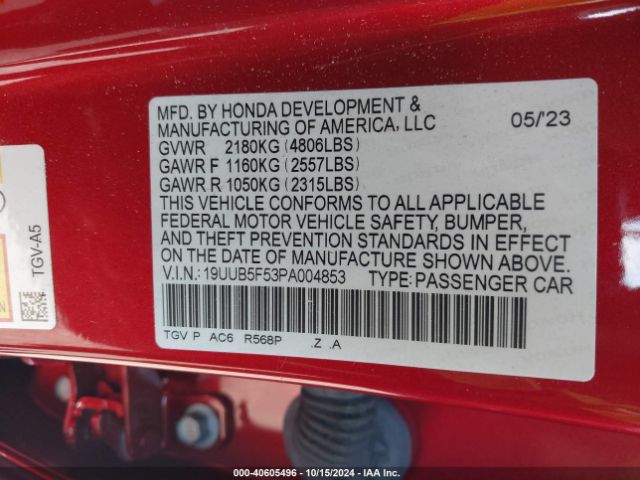 MFD. BY HONDA DEVELOPMENT &
MANUFACTURING OF AMERICA, LLC 05/'23
GVWR 2180KG (4806LBS)
GAWR F 1160KG (2557LBS)
GAWR R 1050KG (2315LBS)
THIS VEHICLE CONFORMS TO ALL APPLICABLE
FEDERAL MOTOR VEHICLE SAFETY, BUMPER,
AND THEFT PREVENTION STANDARDS IN EFFECT
ON THE DATE OF MANUFACTURE SHOWN ABOVE.
V.I.N.: 19UUB5F53PA004853 TYPE: PASSENGER CAR
TGV P AC6 R568P .Z .A
TGV-A5
000-40605496 - 10/15/2024 - IAA Inc.